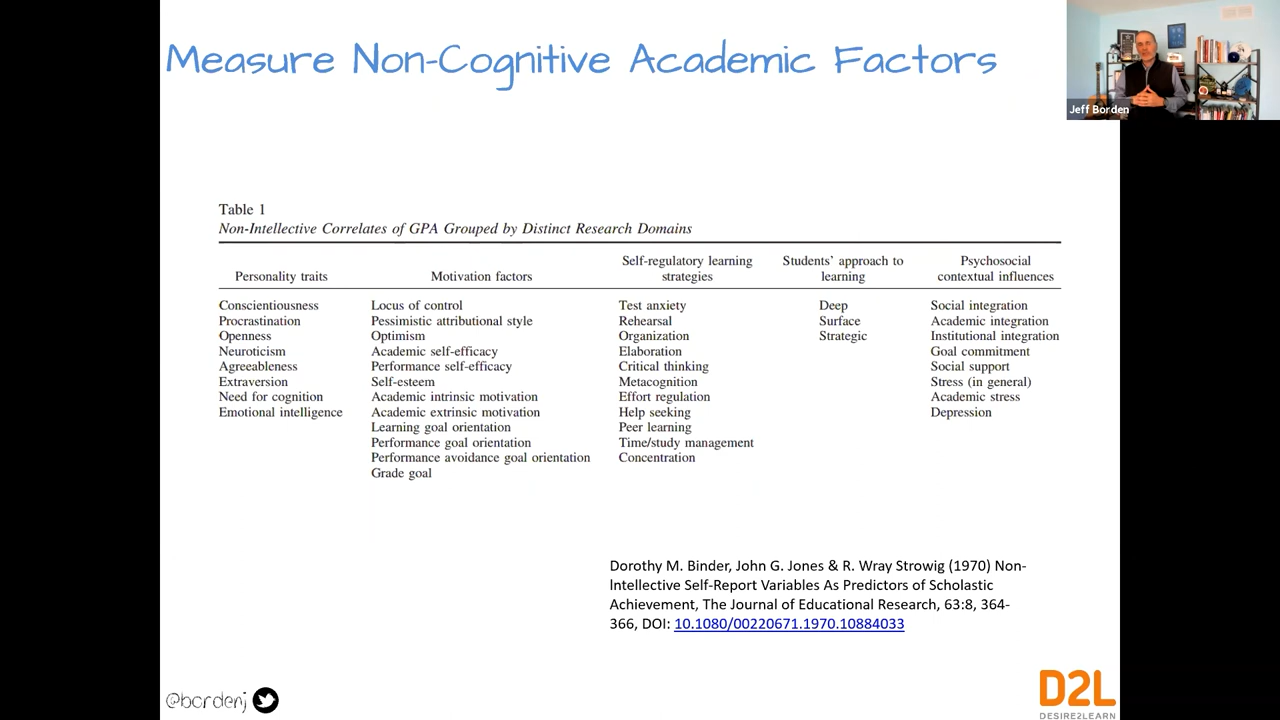 Measure Non-Cognitive Academic Factors
Jeff Borden
Table 1
Non-Intellective Correlates of GPA Grouped by Distinct Research Domains
Personality traits
Motivation factors
Self-regulatory learning
strategies
Students' approach to
learning
Psychosocial
contextual influences
Conscientiousness
Procrastination
Openness
Neuroticism
Agreeableness
Extraversion
Need for cognition
Emotional intelligence
Locus of control
Pessimistic attributional style
Optimism
Academic self-efficacy
Performance self-efficacy
Self-esteem
Academic intrinsic motivation
Academic extrinsic motivation
Learning goal orientation
Performance goal orientation
Performance avoidance goal orientation
Grade goal
Test anxiety
Rehearsal
Organization
Elaboration
Critical thinking
Metacognition
Effort regulation
Help seeking
Peer learning
Time/study management
Concentration
Deep
Surface
Strategic
Social integration
Academic integration
Institutional integration
Goal commitment
Social support
Stress (in general)
Academic stress
Depression
Dorothy M. Binder, John G. Jones & R. Wray Strowig (1970) Non-
Intellective Self-Report Variables As Predictors of Scholastic
Achievement, The Journal of Educational Research, 63:8, 364-
366, DOI: 10.1080/00220671.1970.10884033
@bordenj
D2L
DESIRE2LEARN